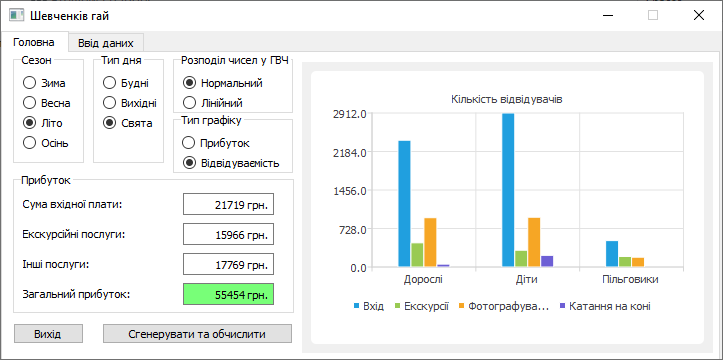 Шевченків гай
Головна
Ввід даних
Сезон
Зима
Весна
Літо
Осінь
Тип дня
Будні
Вихідні
Свята
Розподіл чисел у ГВЧ
Нормальний
Лінійний
Тип графіку
Прибуток
Відвідуваємість
Прибуток
Сума вхідної плати: 21719 грн.
Екскурсійні послуги: 15966 грн.
Інші послуги: 17769 грн.
Загальний прибуток: 55454 грн.
Вихід
Сгенерувати та обчислити
Кількість відвідувачів
2912.0
2184.0
1456.0
728.0
0.0
Дорослі Діти Пільговики
Вхід Екскурсії Фотографува... Катання на коні